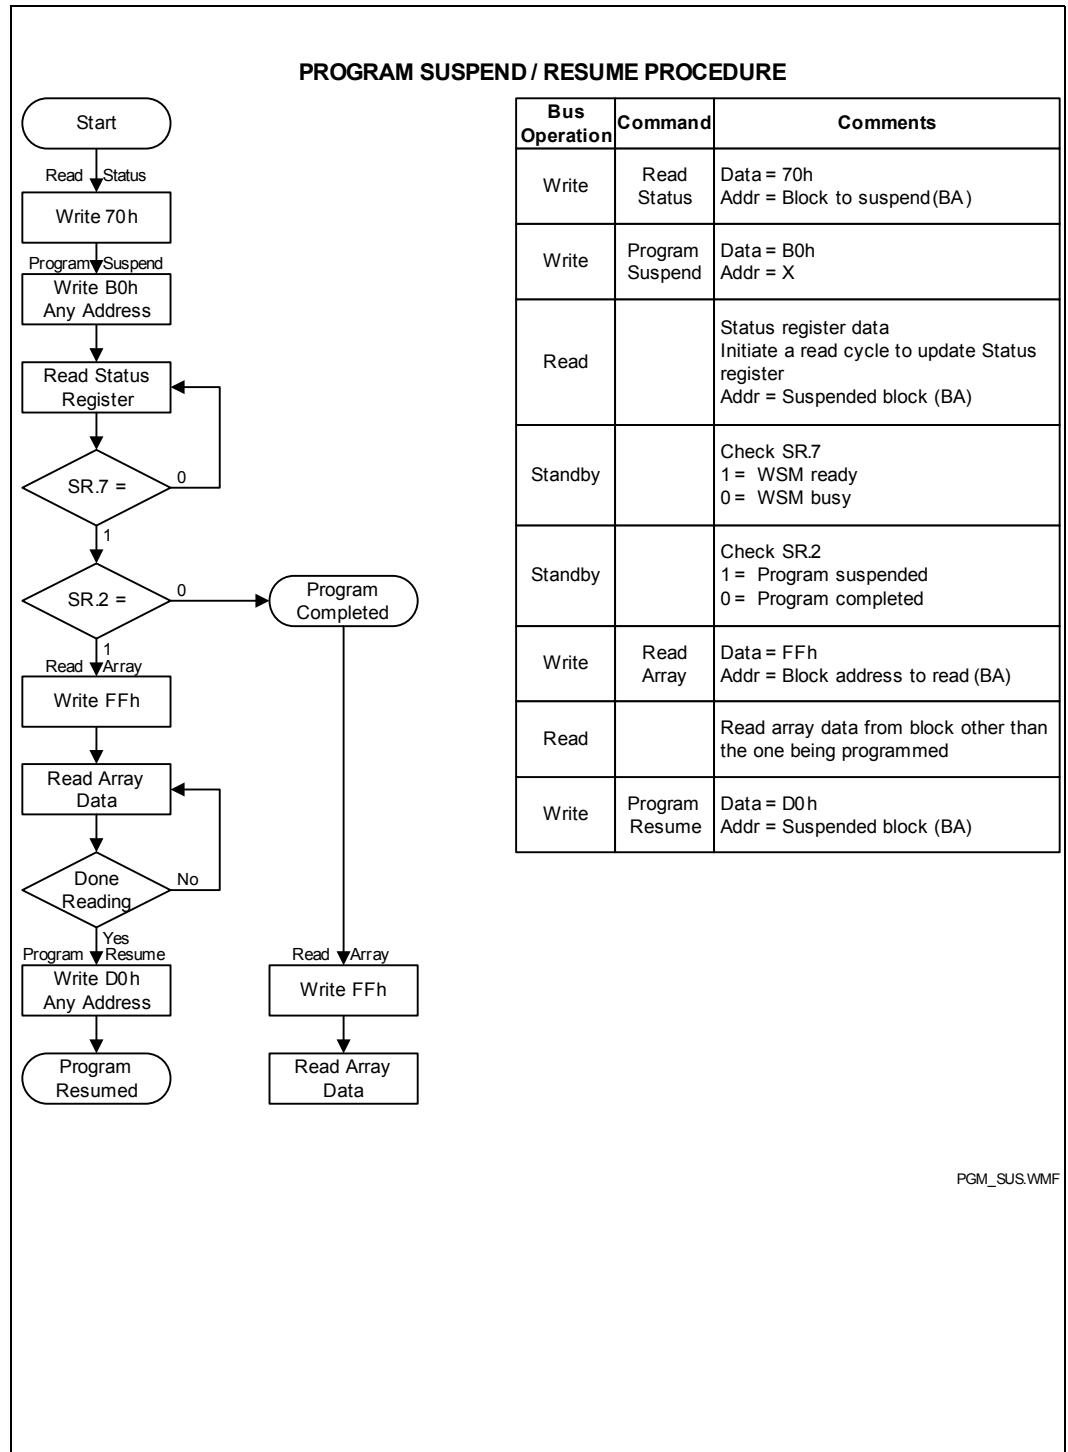 PROGRAM SUSPEND / RESUME PROCEDURE
Start
Read Status
Write 70h
Program Suspend
Write B0h
Any Address
Read Status
Register
SR.7 =
0
1
SR.2 =
0
Program
Completed
1
Read Array
Write FFh
Read Array
Data
Done
Reading
No
Yes
Program Resume
Write D0h
Any Address
Program
Resumed
Read Array
Write FFh
Read Array
Data
Bus
Operation
Command
Comments
Write
Read
Status
Data = 70h
Addr = Block to suspend (BA)
Write
Program
Suspend
Data = B0h
Addr = X
Read
Status register data
Initiate a read cycle to update Status
register
Addr = Suspended block (BA)
Standby
Check SR.7
1 = WSM ready
0 = WSM busy
Standby
Check SR.2
1 = Program suspended
0 = Program completed
Write
Read
Array
Data = FFh
Addr = Block address to read (BA)
Read
Read array data from block other than
the one being programmed
Write
Program
Resume
Data = D0h
Addr = Suspended block (BA)
PGM_SUS.WMF